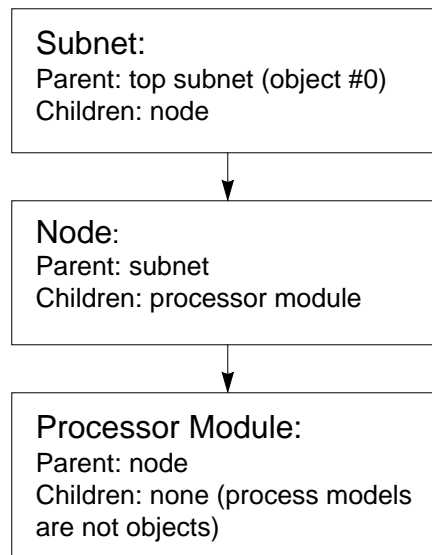 Subnet:
Parent: top subnet (object #0)
Children: node
Node:
Parent: subnet
Children: processor module
Processor Module:
Parent: node
Children: none (process models
are not objects)